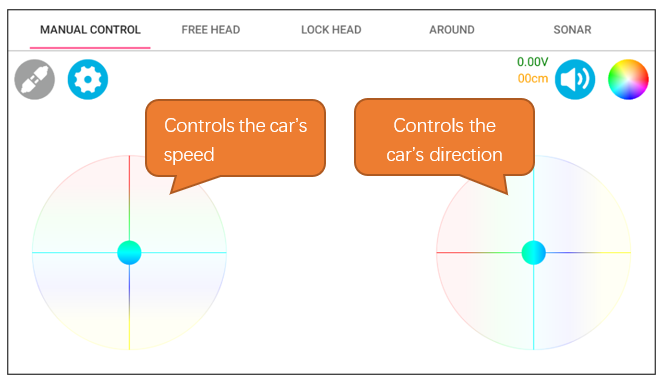 MANUAL CONTROL
FREE HEAD
LOCK HEAD
AROUND
SONAR
0.00V
00cm
Controls the car's
speed
Controls the
car's direction